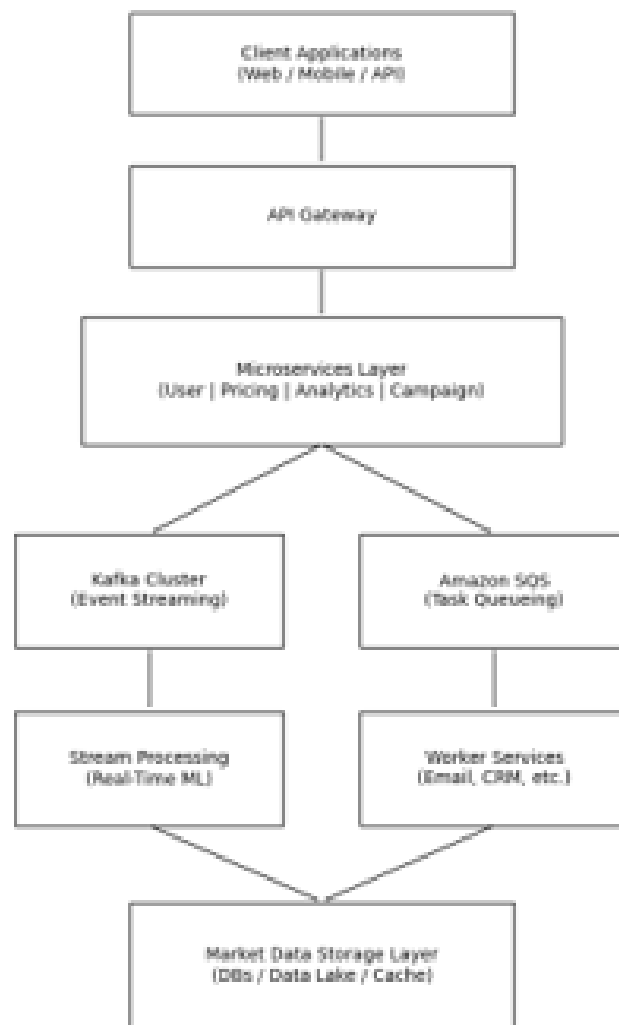 Client Applications
(Web / Mobile / API)
API Gateway
Microservices Layer
(User | Pricing | Analytics | Campaign)
Kafka Cluster
(Event Streaming)
Amazon SQS
(Task Queueing)
Stream Processing
(Real-Time ML)
Worker Services
(Email, CRM, etc.)
Market Data Storage Layer
(DBs / Data Lake / Cache)